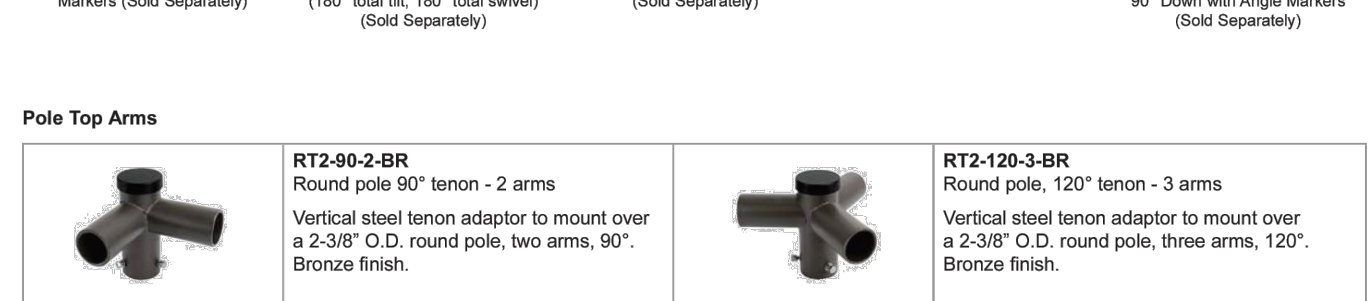 Markers (Sold Separately)
(180° total tilt, 180° total swivel)
(Sold Separately)
(Sold Separately)
90° Down with Angle Markers
(Sold Separately)
Pole Top Arms
RT2-90-2-BR
Round pole 90° tenon - 2 arms
Vertical steel tenon adaptor to mount over
a 2-3/8” O.D. round pole, two arms, 90°.
Bronze finish.
RT2-120-3-BR
Round pole, 120° tenon - 3 arms
Vertical steel tenon adaptor to mount over
a 2-3/8” O.D. round pole, three arms, 120°.
Bronze finish.